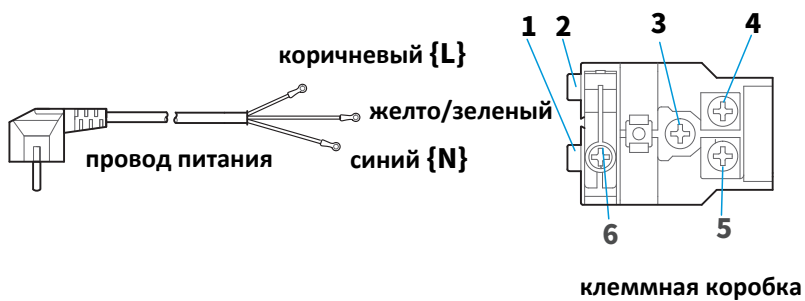 1 2 3 4
коричневый {L}
желто/зеленый
провод питания
синий {N}
6 5
клеммная коробка